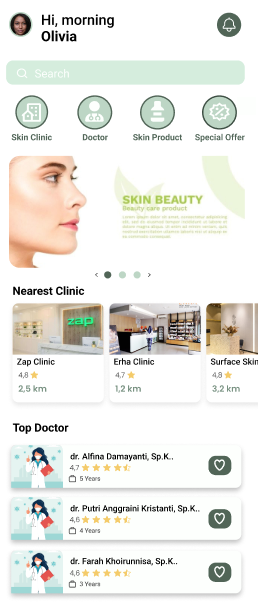 Hi, morning
Olivia
Search
Skin Clinic
Doctor
Skin Product
Special Offer
SKIN BEAUTY
Beauty care product
Nearest Clinic
zap
Zap Clinic
4,8
2,5 km
Erha Clinic
4,7
1,2 km
Surface Skin
4,8
3,2 km
Top Doctor
dr. Alfina Damayanti, Sp.K..
4,7
5 Years
dr. Putri Anggraini Kristanti, Sp.K..
4,6
4 Years
dr. Farah Khoirunnisa, Sp.K..
4,6
3 Years